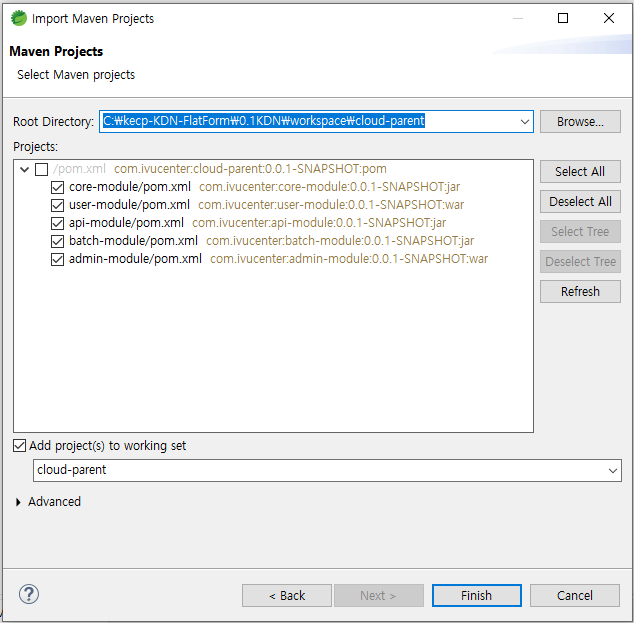 Import Maven Projects
Maven Projects
Select Maven projects
Root Directory: C:₩kecp-KDN-FlatForm₩0.1KDN₩workspace₩cloud-parent Browse...
Projects:
/pom.xml com.ivucenter:cloud-parent:0.0.1-SNAPSHOT:pom
core-module/pom.xml com.ivucenter:core-module:0.0.1-SNAPSHOT:jar
user-module/pom.xml com.ivucenter:user-module:0.0.1-SNAPSHOT:war
api-module/pom.xml com.ivucenter:api-module:0.0.1-SNAPSHOT:jar
batch-module/pom.xml com.ivucenter:batch-module:0.0.1-SNAPSHOT:jar
admin-module/pom.xml com.ivucenter:admin-module:0.0.1-SNAPSHOT:war
Select All
Deselect All
Select Tree
Deselect Tree
Refresh
Add project(s) to working set
cloud-parent
Advanced
? < Back Next > Finish Cancel